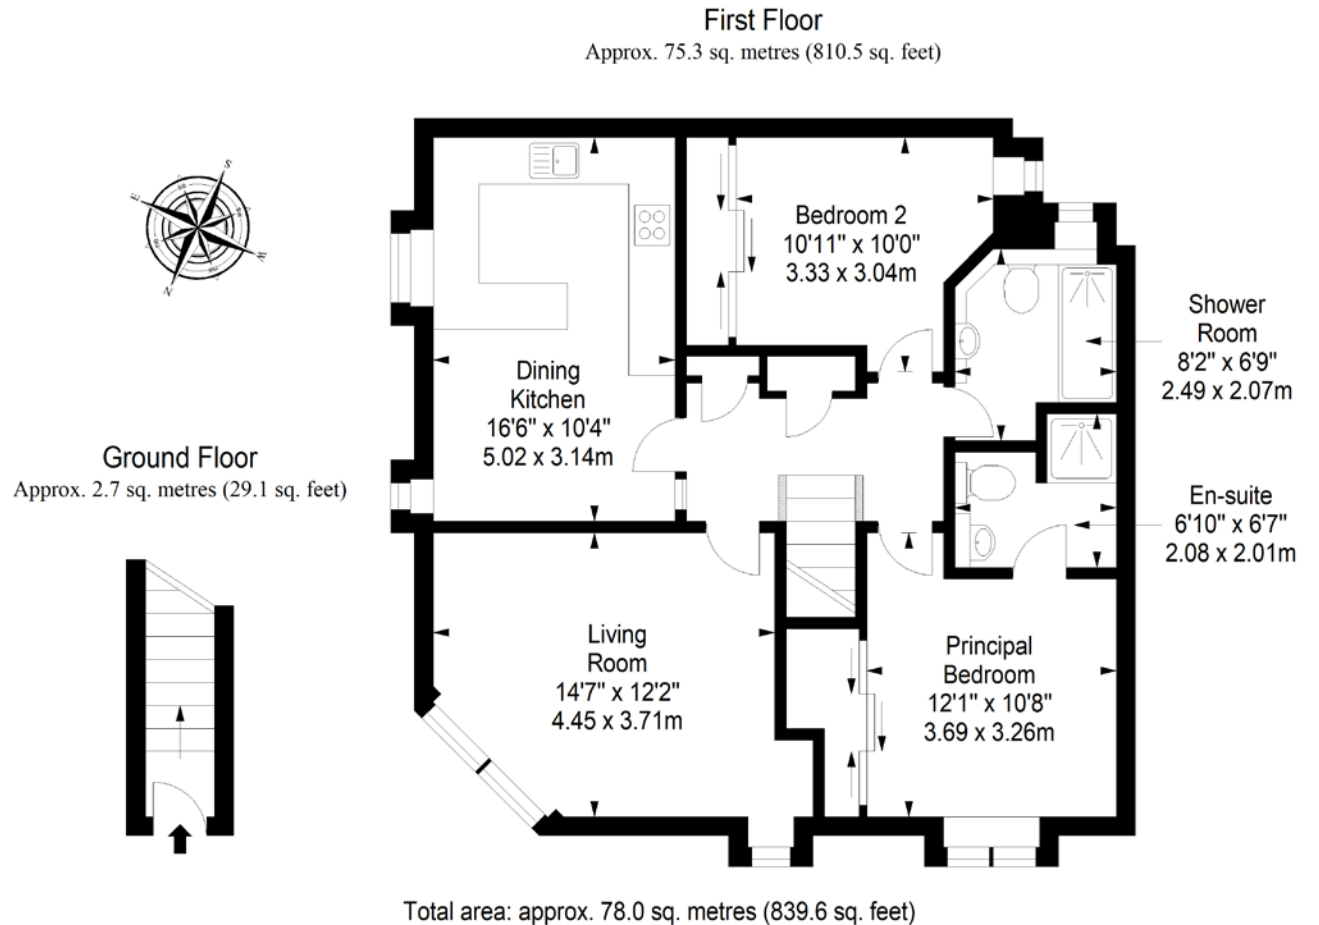 First Floor
Approx. 75.3 sq. metres (810.5 sq. feet)
S
E
W
N
Bedroom 2
10'11" x 10'0"
3.33 x 3.04m
Shower
Room
8'2" x 6'9"
2.49 x 2.07m
Dining
Kitchen
16'6" x 10'4"
5.02 x 3.14m
Ground Floor
Approx. 2.7 sq. metres (29.1 sq. feet)
En-suite
6'10" x 6'7"
2.08 x 2.01m
Living
Room
14'7" x 12'2"
4.45 x 3.71m
Principal
Bedroom
12'1" x 10'8"
3.69 x 3.26m
Total area: approx. 78.0 sq. metres (839.6 sq. feet)